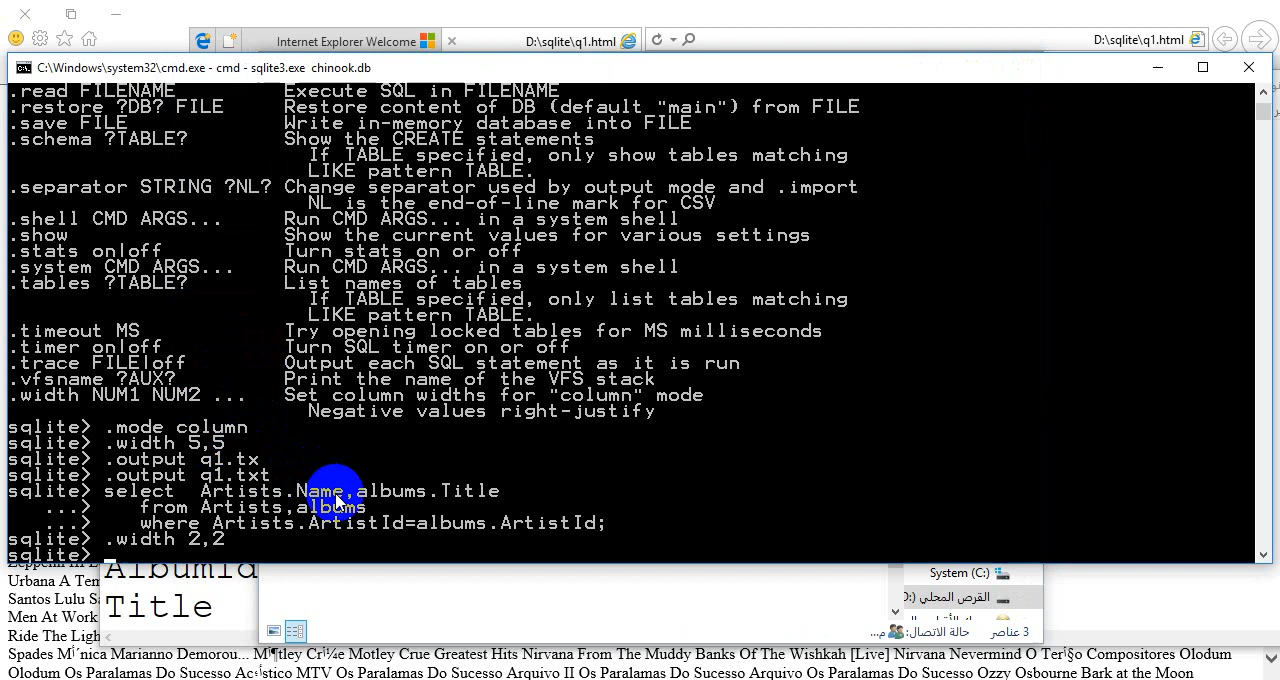 Internet Explorer Welcome
D:\sqlite\q1.html
D:\sqlite\q1.html
C:\Windows\system32\cmd.exe - cmd - sqlite3.exe  chinook.db
.read FILENAME Execute SQL in FILENAME
.restore ?DB? FILE Restore content of DB (default "main") from FILE
.save FILE Write in-memory database into FILE
.schema ?TABLE? Show the CREATE statements
If TABLE specified, only show tables matching
LIKE pattern TABLE.
.separator STRING ?NL? Change separator used by output mode and .import
NL is the end-of-line mark for CSV
.shell CMD ARGS... Run CMD ARGS... in a system shell
.show Show the current values for various settings
.stats on|off Turn stats on or off
.system CMD ARGS... Run CMD ARGS... in a system shell
.tables ?TABLE? List names of tables
If TABLE specified, only list tables matching
LIKE pattern TABLE.
.timeout MS Try opening locked tables for MS milliseconds
.timer on|off Turn SQL timer on or off
.trace FILE|off Output each SQL statement as it is run
.vfsname ?AUX? Print the name of the VFS stack
.width NUM1 NUM2 ... Set column widths for "column" mode
Negative values right-justify
sqlite> .mode column
sqlite> .width 5,5
sqlite> .output q1.tx
sqlite> .output q1.txt
sqlite> select  Artists.Name,albums.Title
...> from Artists,albums
...> where Artists.ArtistId=albums.ArtistId;
sqlite> .width 2,2
sqlite>
AlbumId
Title
System (C:)
القرص المحلي (D:)
3 عناصر
حالة الاتصال: م...
Urbana A Tem
Santos Lulu Sa
Men At Work
Ride The Ligh
Motley Crue Greatest Hits Nirvana From The Muddy Banks Of The Wishkah [Live] Nirvana Nevermind O
Compositores Olodum
Olodum Os Paralamas Do Sucesso
MTV Os Paralamas Do Sucesso Arquivo II Os Paralamas Do Sucesso Arquivo I Os Paralamas Do Sucesso Ozzy Osbourne Bark at the Moon